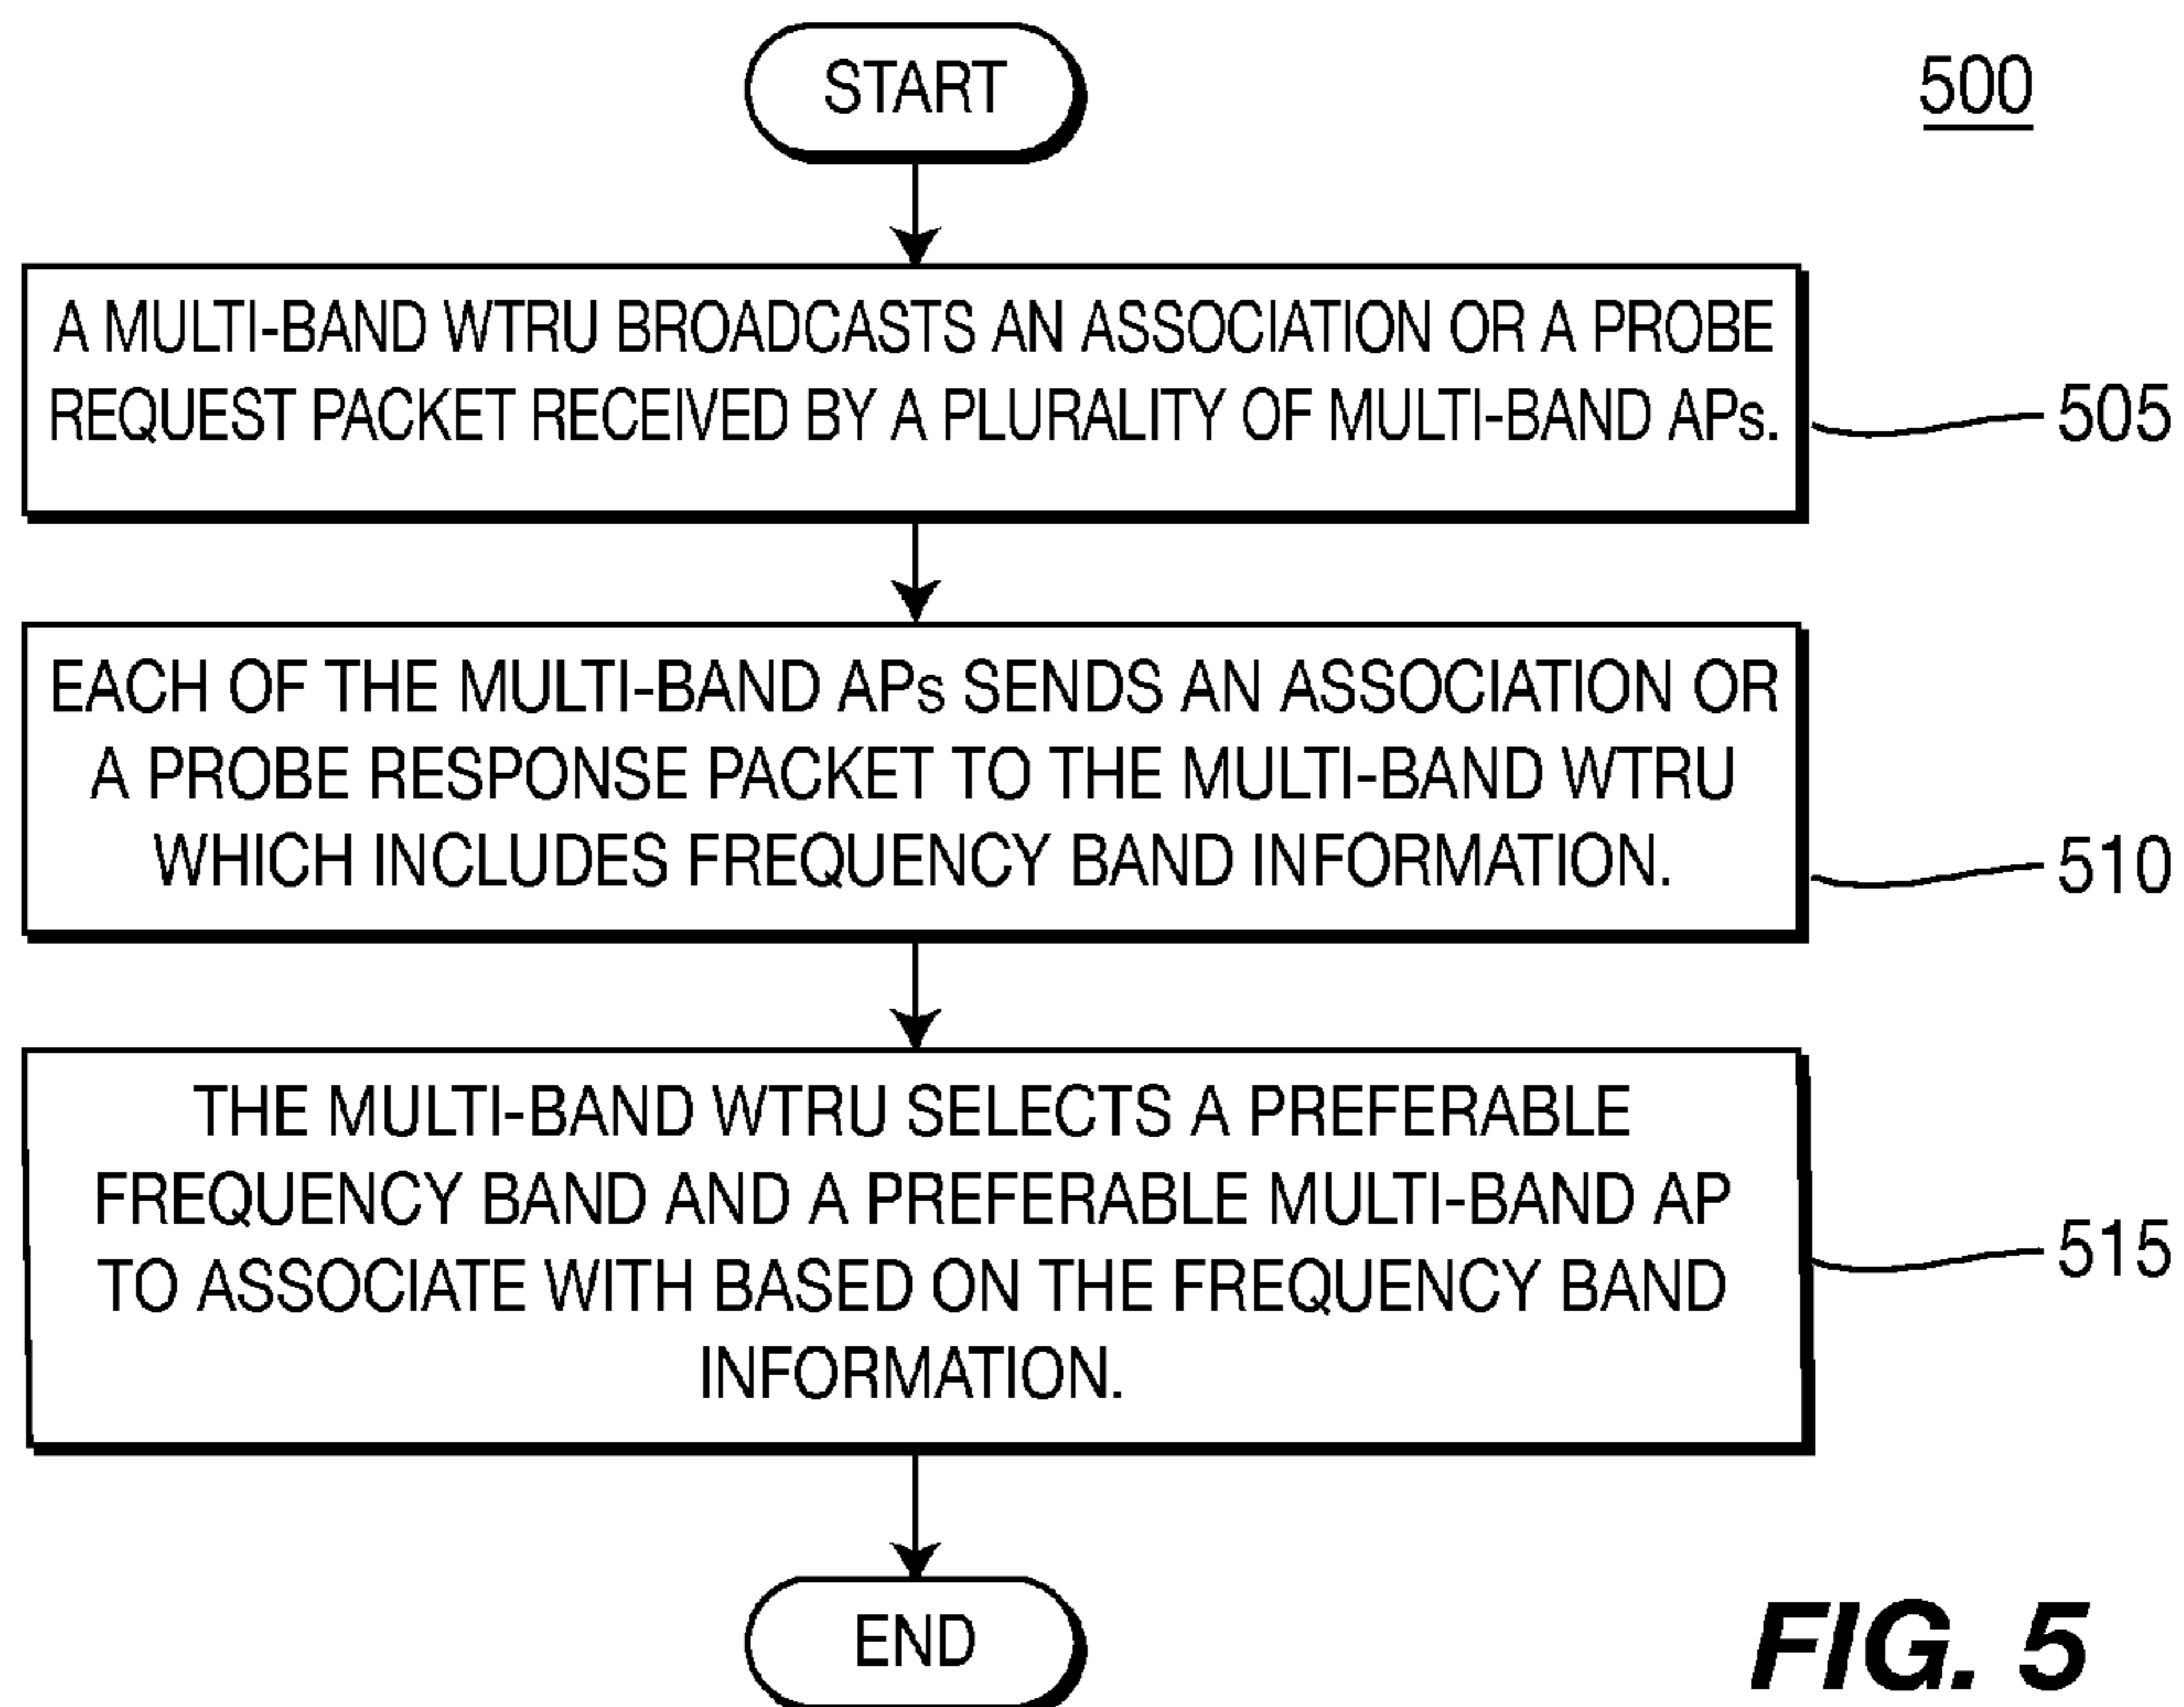 START
500
A MULTI-BAND WTRU BROADCASTS AN ASSOCIATION OR A PROBE
REQUEST PACKET RECEIVED BY A PLURALITY OF MULTI-BAND APs.
505
EACH OF THE MULTI-BAND APs SENDS AN ASSOCIATION OR
A PROBE RESPONSE PACKET TO THE MULTI-BAND WTRU
WHICH INCLUDES FREQUENCY BAND INFORMATION.
510
THE MULTI-BAND WTRU SELECTS A PREFERABLE
FREQUENCY BAND AND A PREFERABLE MULTI-BAND AP
TO ASSOCIATE WITH BASED ON THE FREQUENCY BAND
INFORMATION.
515
END
FIG. 5